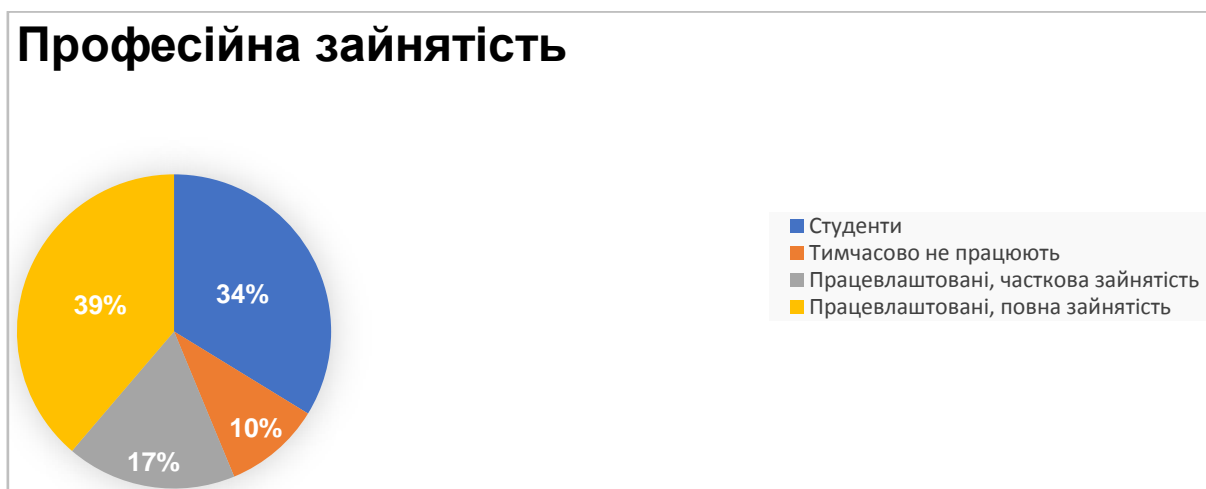 Професійна зайнятість
39%
34%
10%
17%
Студенти
Тимчасово не працюють
Працевлаштовані, часткова зайнятість
Працевлаштовані, повна зайнятість